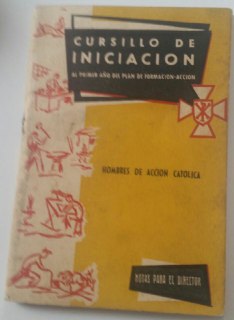 CURSILLO DE
INICIACION
AL PRIMER AÑO DEL PLAN DE FORMACION-ACCION
HOMBRES DE ACCION CATOLICA
NOTAS PARA EL DIRECTOR